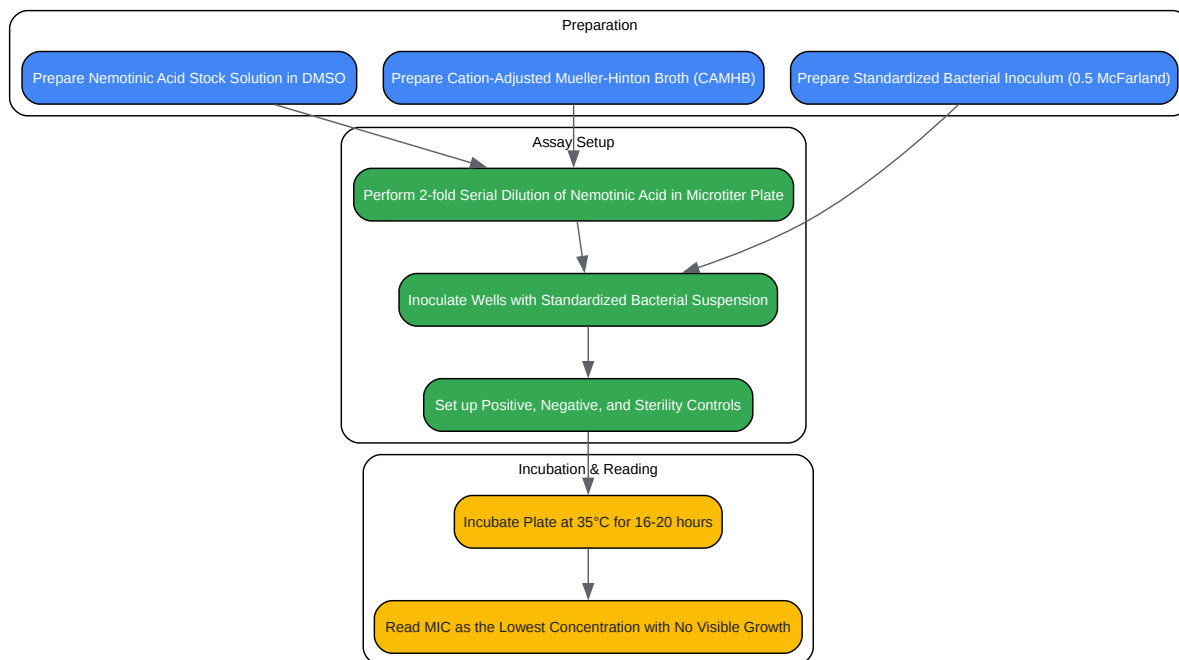 Preparation
Prepare Nemotinic Acid Stock Solution in DMSO
Prepare Cation-Adjusted Mueller-Hinton Broth (CAMHB)
Prepare Standardized Bacterial Inoculum (0.5 McFarland)
Assay Setup
Perform 2-fold Serial Dilution of Nemotinic Acid in Microtiter Plate
Inoculate Wells with Standardized Bacterial Suspension
Set up Positive, Negative, and Sterility Controls
Incubation & Reading
Incubate Plate at 35°C for 16-20 hours
Read MIC as the Lowest Concentration with No Visible Growth